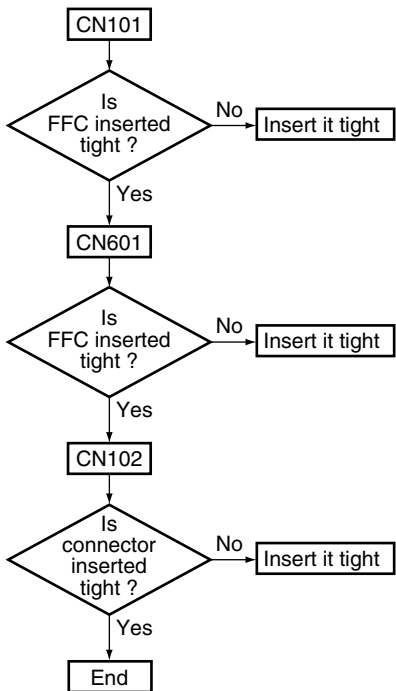 CN101
Is
FFC inserted
tight ?
No
Insert it tight
Yes
CN601
Is
FFC inserted
tight ?
No
Insert it tight
Yes
CN102
Is
connector
inserted
tight ?
No
Insert it tight
Yes
End